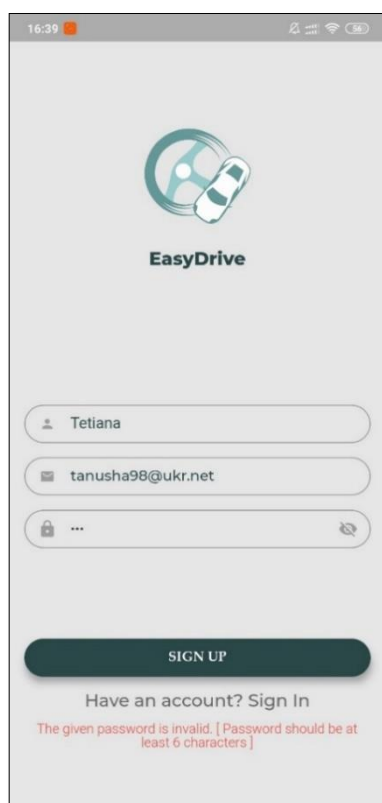 16:39
56
EasyDrive
Tetiana
tanusha98@ukr.net
•••
SIGN UP
Have an account? Sign In
The given password is invalid. [ Password should be at
least 6 characters ]